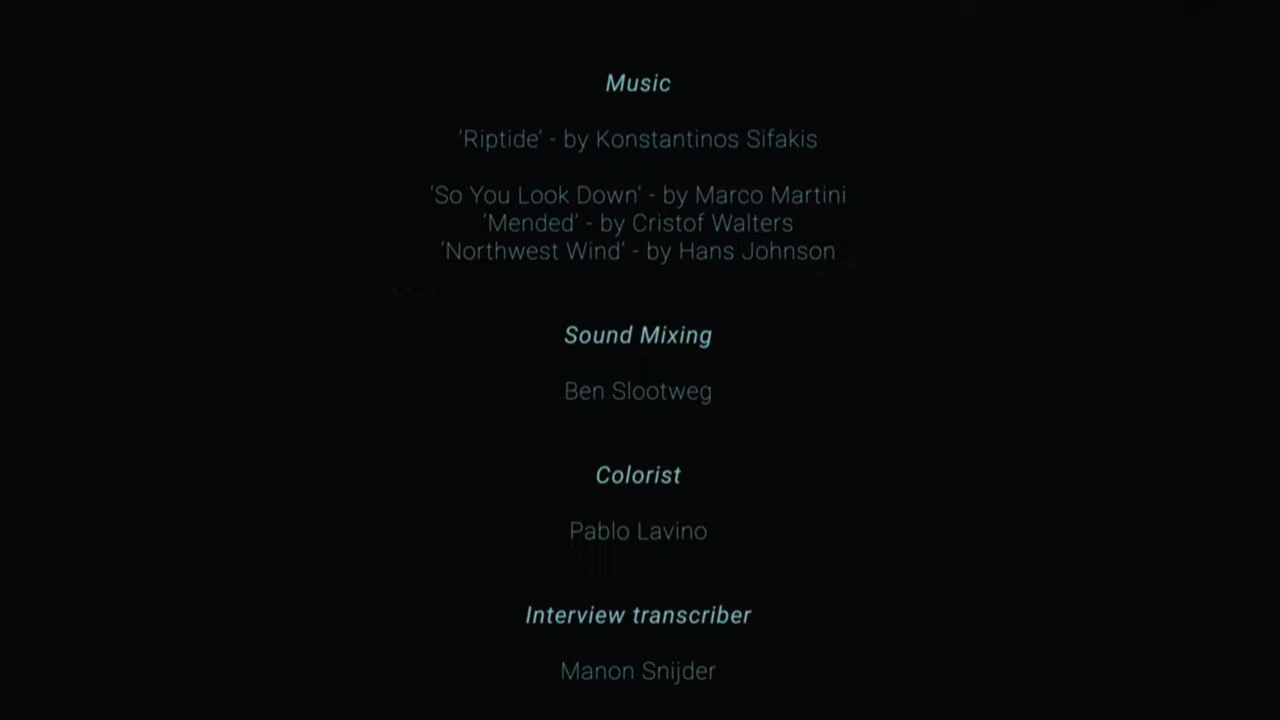 Music
‘Riptide’ - by Konstantinos Sifakis
‘So You Look Down’ - by Marco Martini
‘Mended’ - by Cristof Walters
‘Northwest Wind’ - by Hans Johnson
Sound Mixing
Ben Slootweg
Colorist
Pablo Lavino
Interview transcriber
Manon Snijder